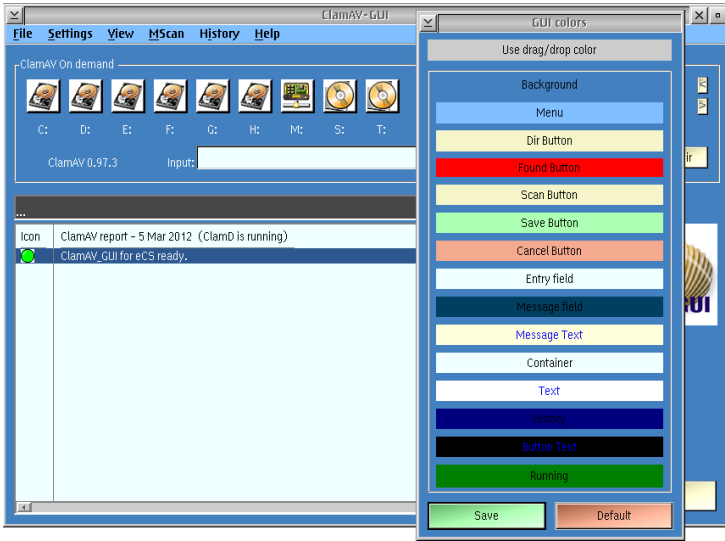 ClamAV-GUI
File Settings View MScan History Help
ClamAV On demand
C: D: E: F: G: H: M: S: T:
ClamAV 0.97.3 Input:
...
Icon ClamAV report - 5 Mar 2012 (ClamD is running)
ClamAV_GUI for eCS ready.
GUI colors
Use drag/drop color
Background
Menu
Dir Button
Found Button
Scan Button
Save Button
Cancel Button
Entry field
Message field
Message Text
Container
Text
History
Button Text
Running
Save Default
ir
GUI